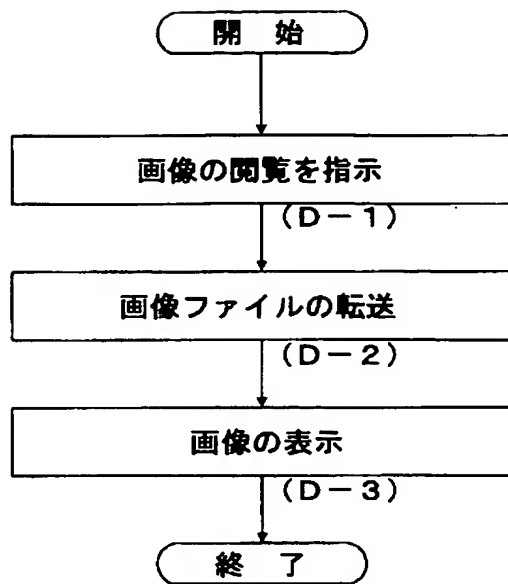 開　始
画像の閲覧を指示
（Ｄ－１）
画像ファイルの転送
（Ｄ－２）
画像の表示
（Ｄ－３）
終　了